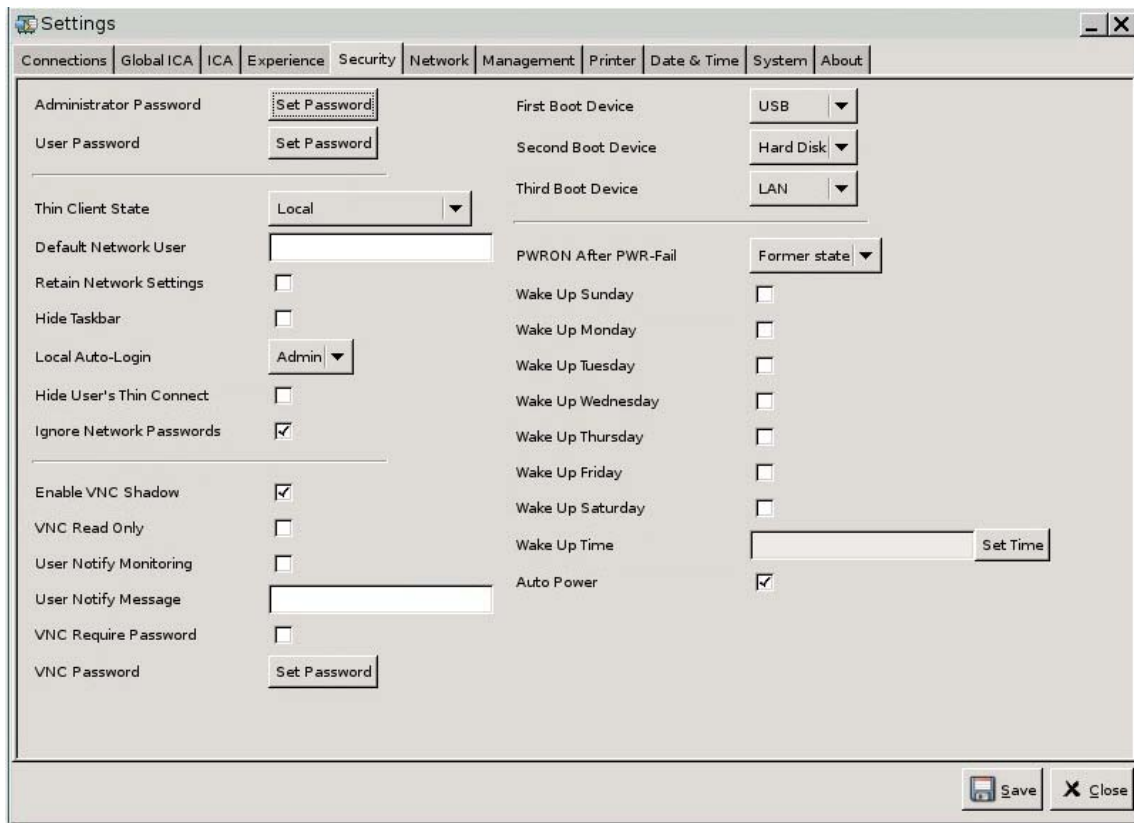 Settings
Connections Global ICA ICA Experience Security Network Management Printer Date & Time System About
Administrator Password Set Password
User Password Set Password
Thin Client State Local
Default Network User
Retain Network Settings
Hide Taskbar
Local Auto-Login Admin
Hide User's Thin Connect
Ignore Network Passwords
Enable VNC Shadow
VNC Read Only
User Notify Monitoring
User Notify Message
VNC Require Password
VNC Password Set Password
First Boot Device USB
Second Boot Device Hard Disk
Third Boot Device LAN
PWRON After PWR-Fail Former state
Wake Up Sunday
Wake Up Monday
Wake Up Tuesday
Wake Up Wednesday
Wake Up Thursday
Wake Up Friday
Wake Up Saturday
Wake Up Time Set Time
Auto Power
Save Close